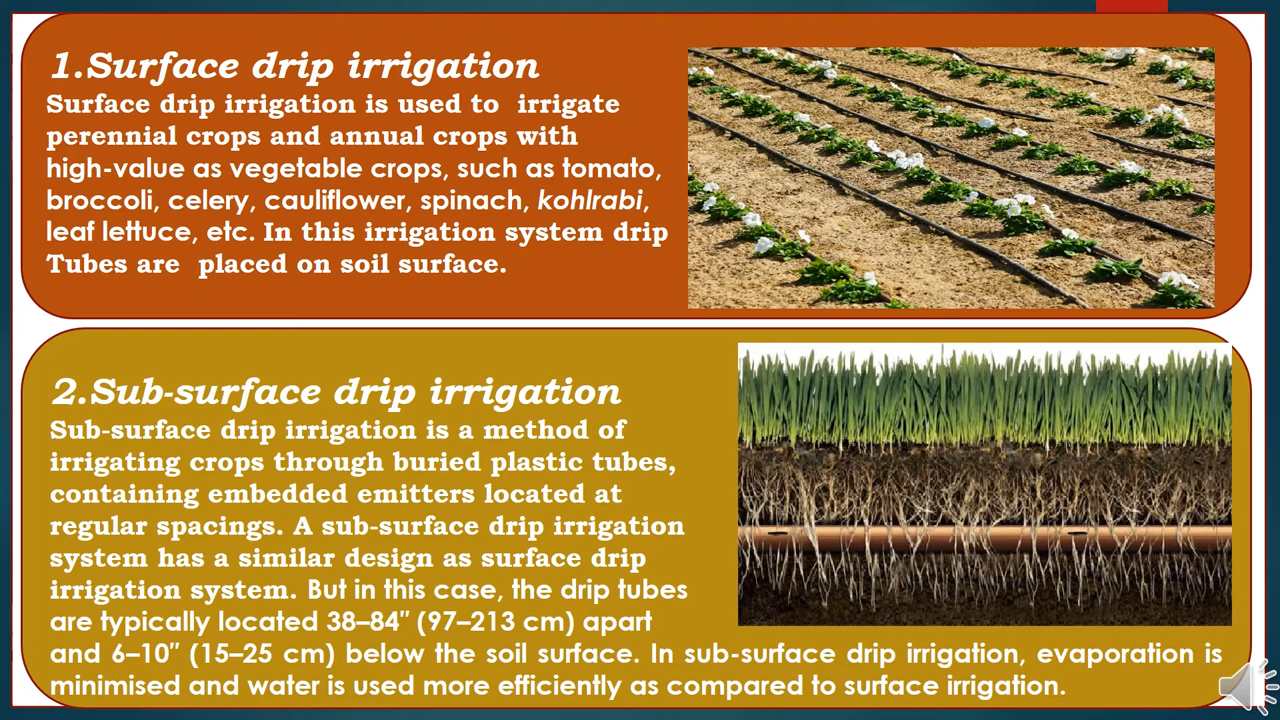 1.Surface drip irrigation
Surface drip irrigation is used to irrigate
perennial crops and annual crops with
high-value as vegetable crops, such as tomato,
broccoli, celery, cauliflower, spinach, kohlrabi,
leaf lettuce, etc. In this irrigation system drip
Tubes are placed on soil surface.
2.Sub-surface drip irrigation
Sub-surface drip irrigation is a method of
irrigating crops through buried plastic tubes,
containing embedded emitters located at
regular spacings. A sub-surface drip irrigation
system has a similar design as surface drip
irrigation system. But in this case, the drip tubes
are typically located 38–84″ (97–213 cm) apart
and 6–10″ (15–25 cm) below the soil surface. In sub-surface drip irrigation, evaporation is
minimised and water is used more efficiently as compared to surface irrigation.